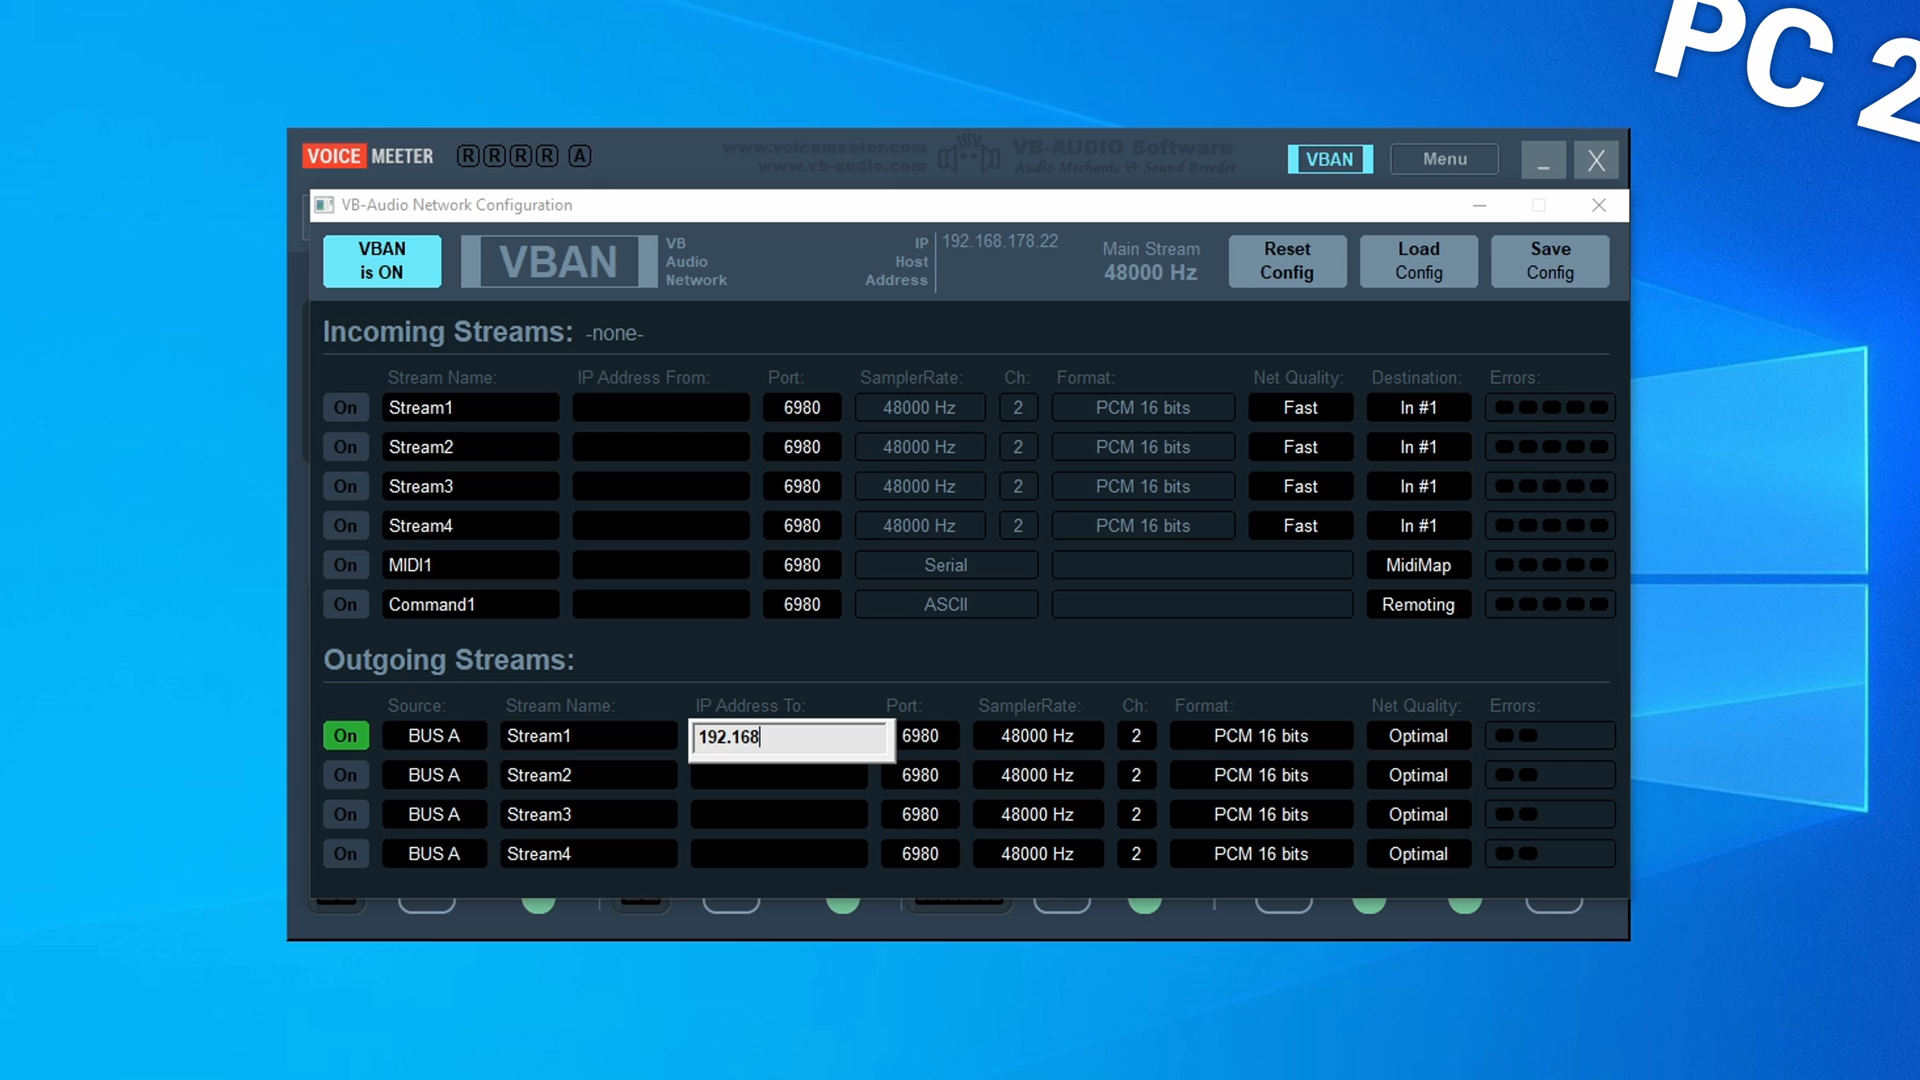 PC 2
VOICE MEETER R R R R A www.voicemeeter.com VB-AUDIO Software VBAN Menu _ X
www.vb-audio.com Audio Mechanic & Sound Breeder
VB-Audio Network Configuration
VBAN is ON
VBAN
VB
Audio
Network
IP
Host
Address
192.168.178.22
Main Stream
48000 Hz
Reset
Config
Load
Config
Save
Config
Incoming Streams: -none-
Stream Name: IP Address From: Port: SamplerRate: Ch: Format: Net Quality: Destination: Errors:
On Stream1 6980 48000 Hz 2 PCM 16 bits Fast In #1
On Stream2 6980 48000 Hz 2 PCM 16 bits Fast In #1
On Stream3 6980 48000 Hz 2 PCM 16 bits Fast In #1
On Stream4 6980 48000 Hz 2 PCM 16 bits Fast In #1
On MIDI1 6980 Serial MidiMap
On Command1 6980 ASCII Remoting
Outgoing Streams:
Source: Stream Name: IP Address To: Port: SamplerRate: Ch: Format: Net Quality: Errors:
On BUS A Stream1 192.168 6980 48000 Hz 2 PCM 16 bits Optimal
On BUS A Stream2 6980 48000 Hz 2 PCM 16 bits Optimal
On BUS A Stream3 6980 48000 Hz 2 PCM 16 bits Optimal
On BUS A Stream4 6980 48000 Hz 2 PCM 16 bits Optimal